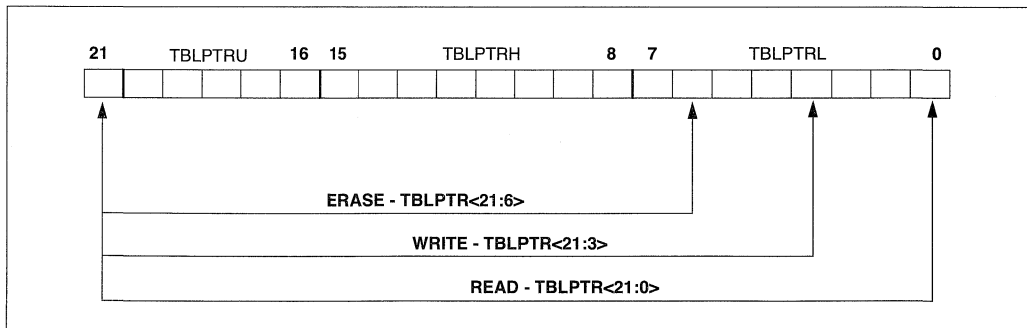 21 TBLPTRU 16 15 TBLPTRH 8 7 TBLPTRL 0
ERASE - TBLPTR<21:6>
WRITE - TBLPTR<21:3>
READ - TBLPTR<21:0>